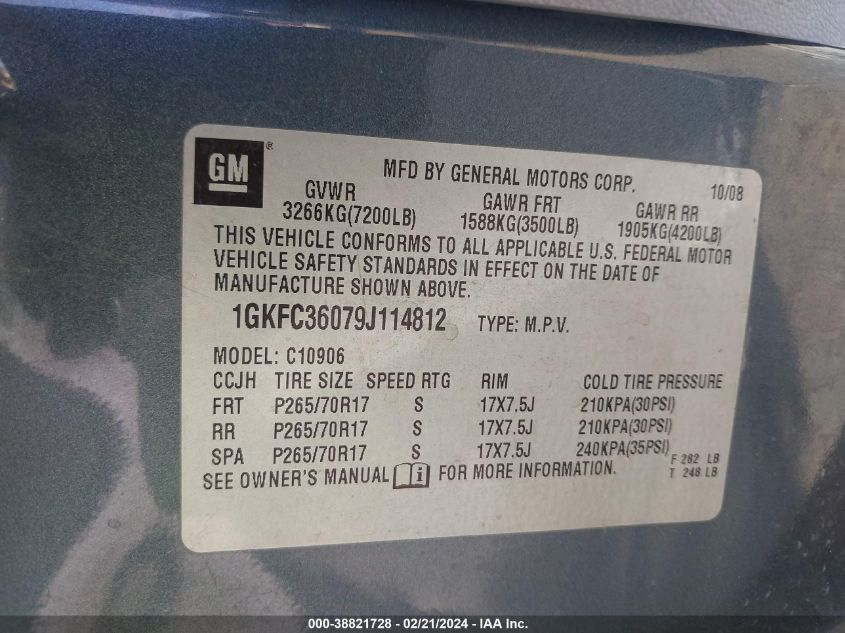 GM ®
MFD BY GENERAL MOTORS CORP. 10/08
GVWR GAWR FRT GAWR RR
3266KG(7200LB) 1588KG(3500LB) 1905KG(4200LB)
THIS VEHICLE CONFORMS TO ALL APPLICABLE U.S. FEDERAL MOTOR
VEHICLE SAFETY STANDARDS IN EFFECT ON THE DATE OF
MANUFACTURE SHOWN ABOVE.
1GKFC36079J114812 TYPE: M.P.V.
MODEL: C10906
CCJH TIRE SIZE SPEED RTG RIM COLD TIRE PRESSURE
FRT P265/70R17 S 17X7.5J 210KPA(30PSI)
RR P265/70R17 S 17X7.5J 210KPA(30PSI)
SPA P265/70R17 S 17X7.5J 240KPA(35PSI)
F 282 LB
SEE OWNER'S MANUAL i FOR MORE INFORMATION.
T 248 LB
000-38821728 - 02/21/2024 - IAA Inc.